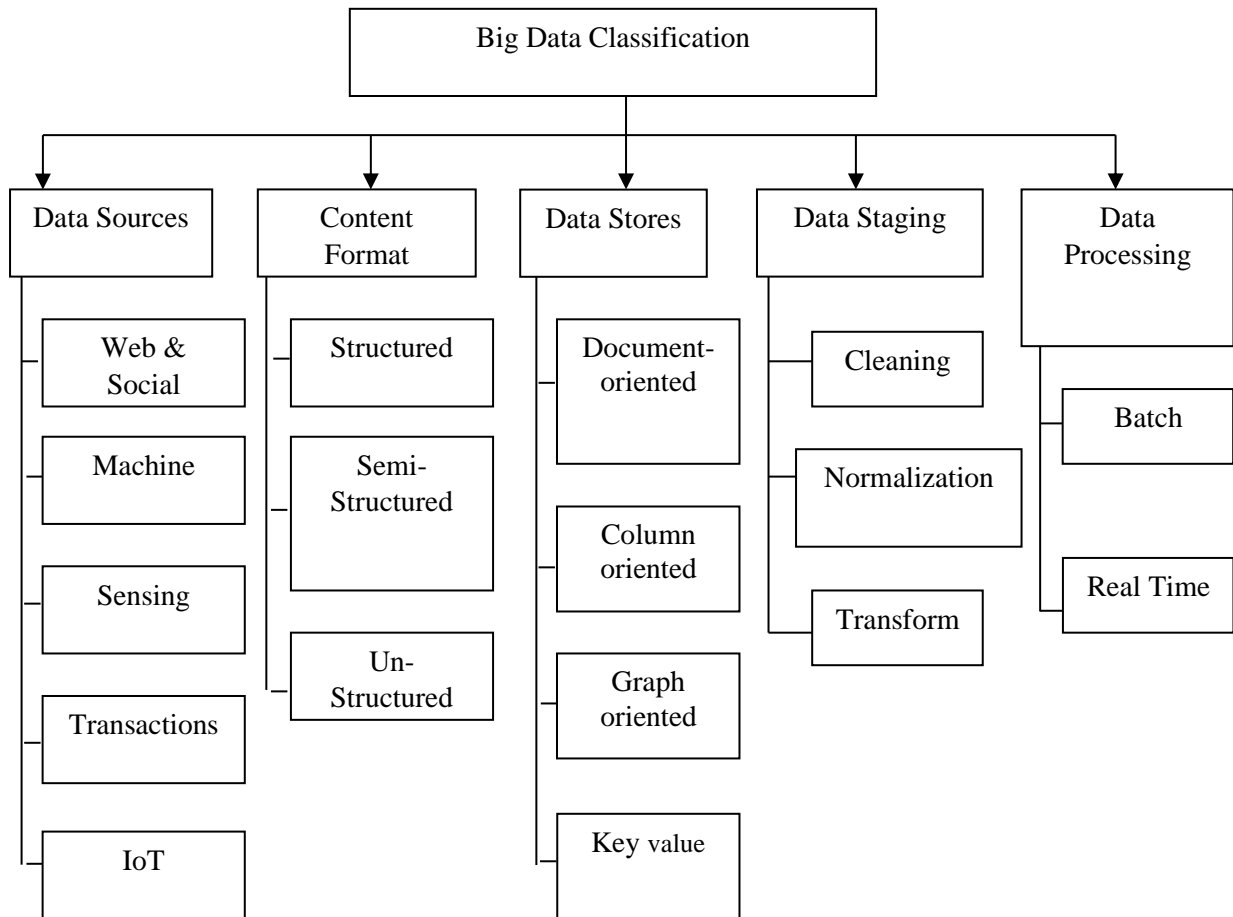 Big Data Classification
Data Sources
Content
Format
Data Stores
Data Staging
Data
Processing
Web &
Social
Machine
Sensing
Transactions
IoT
Structured
Semi-
Structured
Un-
Structured
Document-
oriented
Column
oriented
Graph
oriented
Key value
Cleaning
Normalization
Transform
Batch
Real Time